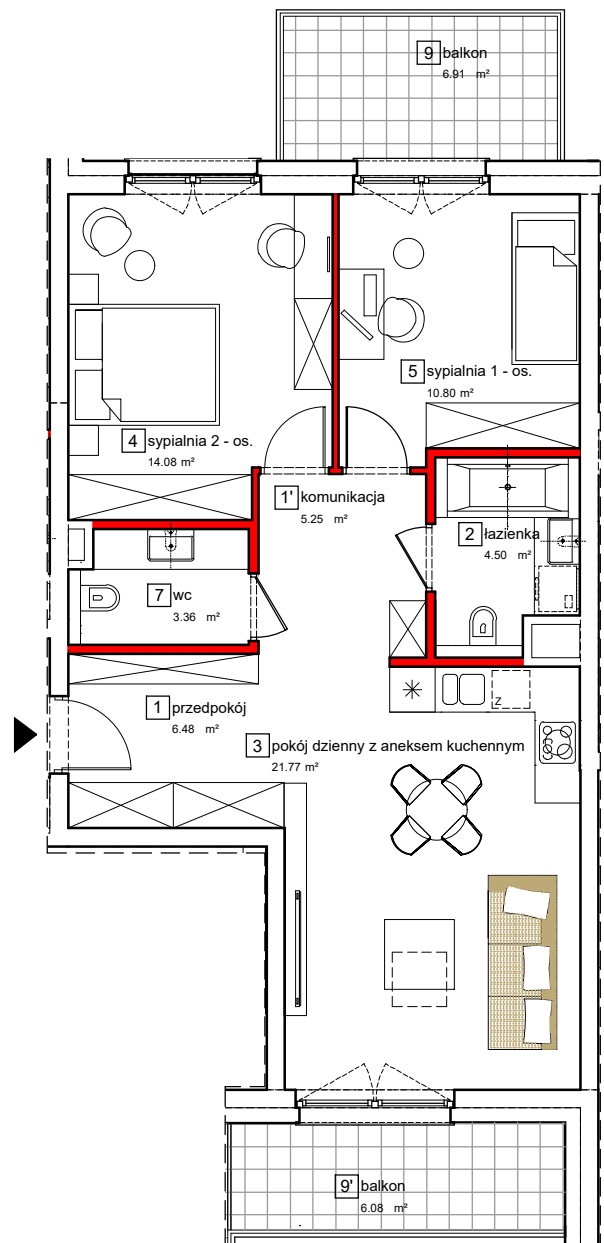 9 balkon
6.91 m²
5 sypialnia 1 - os.
10.80 m²
4 sypialnia 2 - os.
14.08 m²
1' komunikacja
5.25 m²
2 łazienka
4.50 m²
7 wc
3.36 m²
1 przedpokój
6.48 m²
Z
3 pokój dzienny z aneksem kuchennym
21.77 m²
9' balkon
6.08 m²